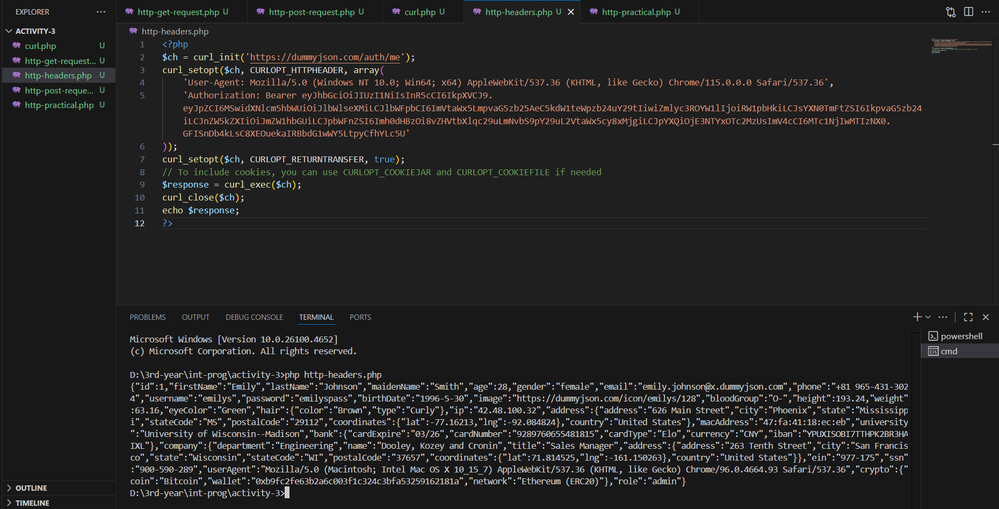 EXPLORER
ACTIVITY-3
curl.php U
http-get-request... U
http-headers.php U
http-post-reque... U
http-practical.php U
OUTLINE
TIMELINE
http-get-request.php U
http-post-request.php U
curl.php U
http-headers.php U
http-practical.php U
http-headers.php
1 <?php
2 $ch = curl_init('https://dummyjson.com/auth/me');
3 curl_setopt($ch, CURLOPT_HTTPHEADER, array(
4 'User-Agent: Mozilla/5.0 (Windows NT 10.0; Win64; x64) AppleWebKit/537.36 (KHTML, like Gecko) Chrome/115.0.0.0 Safari/537.36',
5 'Authorization: Bearer eyJhbGciOiJIUzI1NiIsInR5cCI6IkpXVCJ9.
eyJpZCI6MSwidXNlcm5hbWUiOiJlbWlseXMiLCJlbWFpbCI6ImVtaWx5LmpvaG5zb25AeC5kdW1teWpzb24uY29tIiwiZmlyc3ROYW1lIjoiRW1pbHkiLCJsYXN0TmFtZSI6IkpvaG5zb24
iLCJnZW5kZXIiOiJmZW1hbGUiLCJpbWFnZSI6Imh0dHBzOi8vZHVtbXlqc29uLmNvbS9pY29uL2VtaWx5cy8xMjgiLCJpYXQiOjE3NTYxOTc2MzUsImV4cCI6MTc1NjIwMTIzNX0.
GFISnDb4kLsC8XEOuekaIRBbdG1wWY5LtpyCfhYLc5U'
6 ));
7 curl_setopt($ch, CURLOPT_RETURNTRANSFER, true);
8 // To include cookies, you can use CURLOPT_COOKIEJAR and CURLOPT_COOKIEFILE if needed
9 $response = curl_exec($ch);
10 curl_close($ch);
11 echo $response;
12 ?>
PROBLEMS OUTPUT DEBUG CONSOLE TERMINAL PORTS
powershell
cmd
Microsoft Windows [Version 10.0.26100.4652]
(c) Microsoft Corporation. All rights reserved.
D:\3rd-year\int-prog\activity-3>php http-headers.php
{"id":1,"firstName":"Emily","lastName":"Johnson","maidenName":"Smith","age":28,"gender":"female","email":"emily.johnson@x.dummyjson.com","phone":"+81 965-431-302
4","username":"emilys","password":"emilyspass","birthDate":"1996-5-30","image":"https://dummyjson.com/icon/emilys/128","bloodGroup":"O-","height":193.24,"weight"
:63.16,"eyeColor":"Green","hair":{"color":"Brown","type":"Curly"},"ip":"42.48.100.32","address":{"address":"626 Main Street","city":"Phoenix","state":"Mississipp
i","stateCode":"MS","postalCode":"29112","coordinates":{"lat":-77.16213,"lng":-92.084824},"country":"United States"},"macAddress":"47:fa:41:18:ec:eb","university
":"University of Wisconsin--Madison","bank":{"cardExpire":"03/26","cardNumber":"9289760655481815","cardType":"Elo","currency":"CNY","iban":"YPUXISOBI7TTHPK2BR3HA
IXL"},"company":{"department":"Engineering","name":"Dooley, Kozey and Cronin","title":"Sales Manager","address":{"address":"263 Tenth Street","city":"San Francis
co","state":"Wisconsin","stateCode":"WI","postalCode":"37657","coordinates":{"lat":71.814525,"lng":-161.150263},"country":"United States"}},"ein":"977-175","ssn"
:"900-590-289","userAgent":"Mozilla/5.0 (Macintosh; Intel Mac OS X 10_15_7) AppleWebKit/537.36 (KHTML, like Gecko) Chrome/96.0.4664.93 Safari/537.36","crypto":{"
coin":"Bitcoin","wallet":"0xb9fc2fe63b2a6c003f1c324c3bfa53259162181a","network":"Ethereum (ERC20)"},"role":"admin"}
D:\3rd-year\int-prog\activity-3>